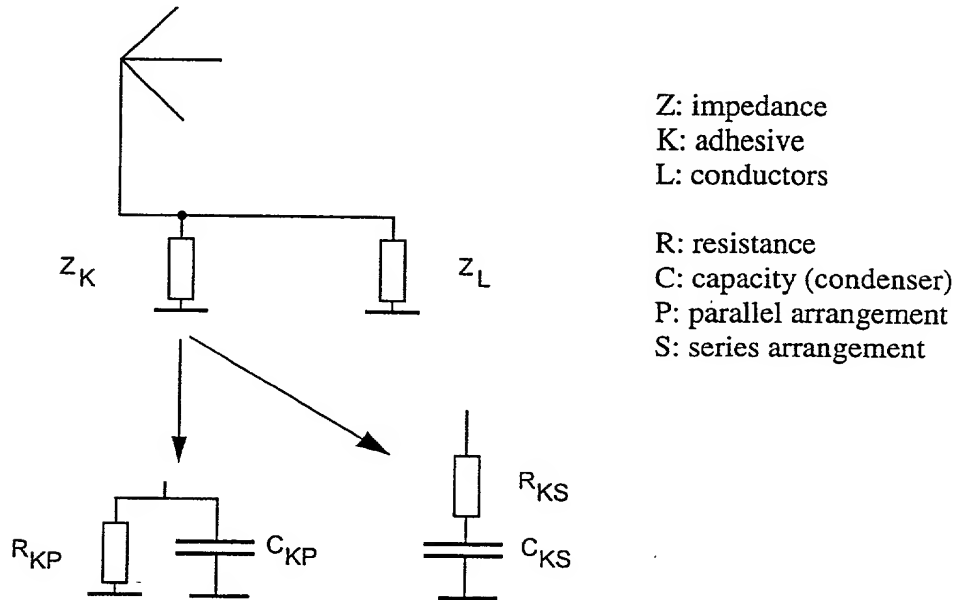 Z: impedance
K: adhesive
L: conductors
R: resistance
C: capacity (condenser)
P: parallel arrangement
S: series arrangement
Z_K
Z_L
R_KS
C_KS
R_KP
C_KP